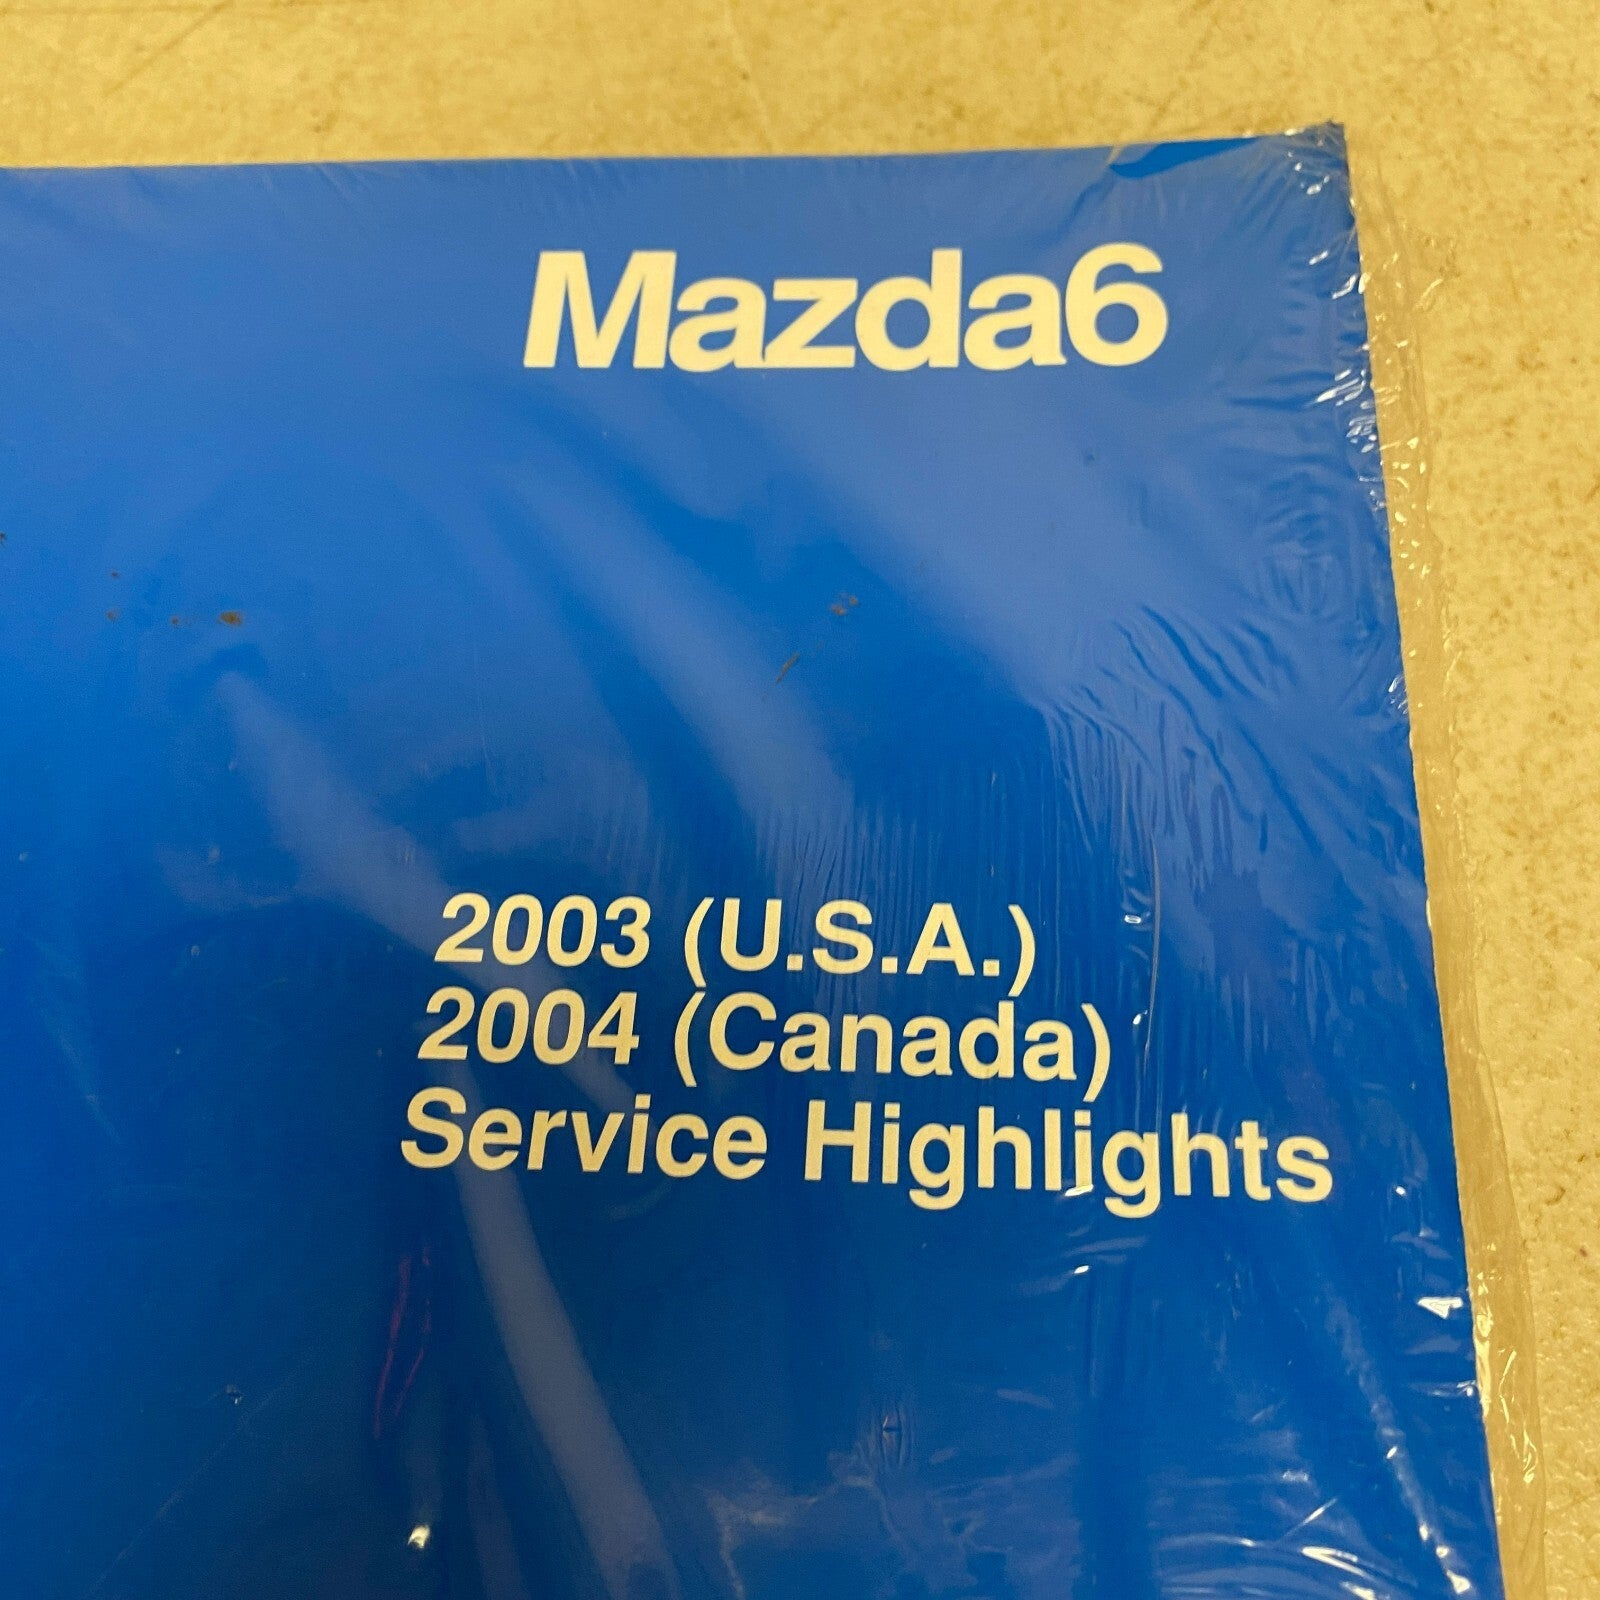 Mazda6
2003 (U.S.A.)
2004 (Canada)
Service Highlights